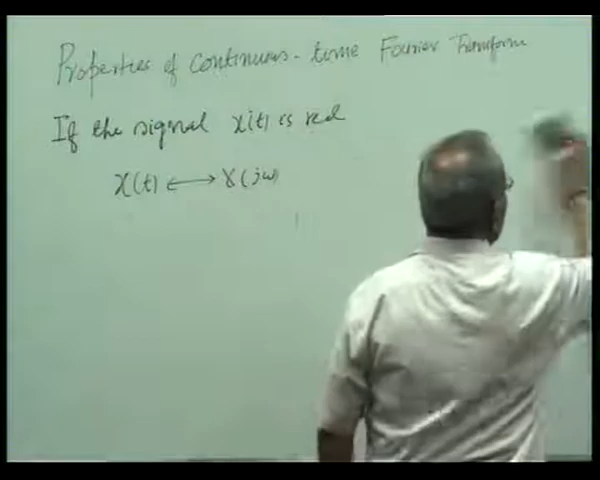 Properties of continuous-time Fourier Transform
If the signal x(t) is real
x(t) ⟷ X(jω)